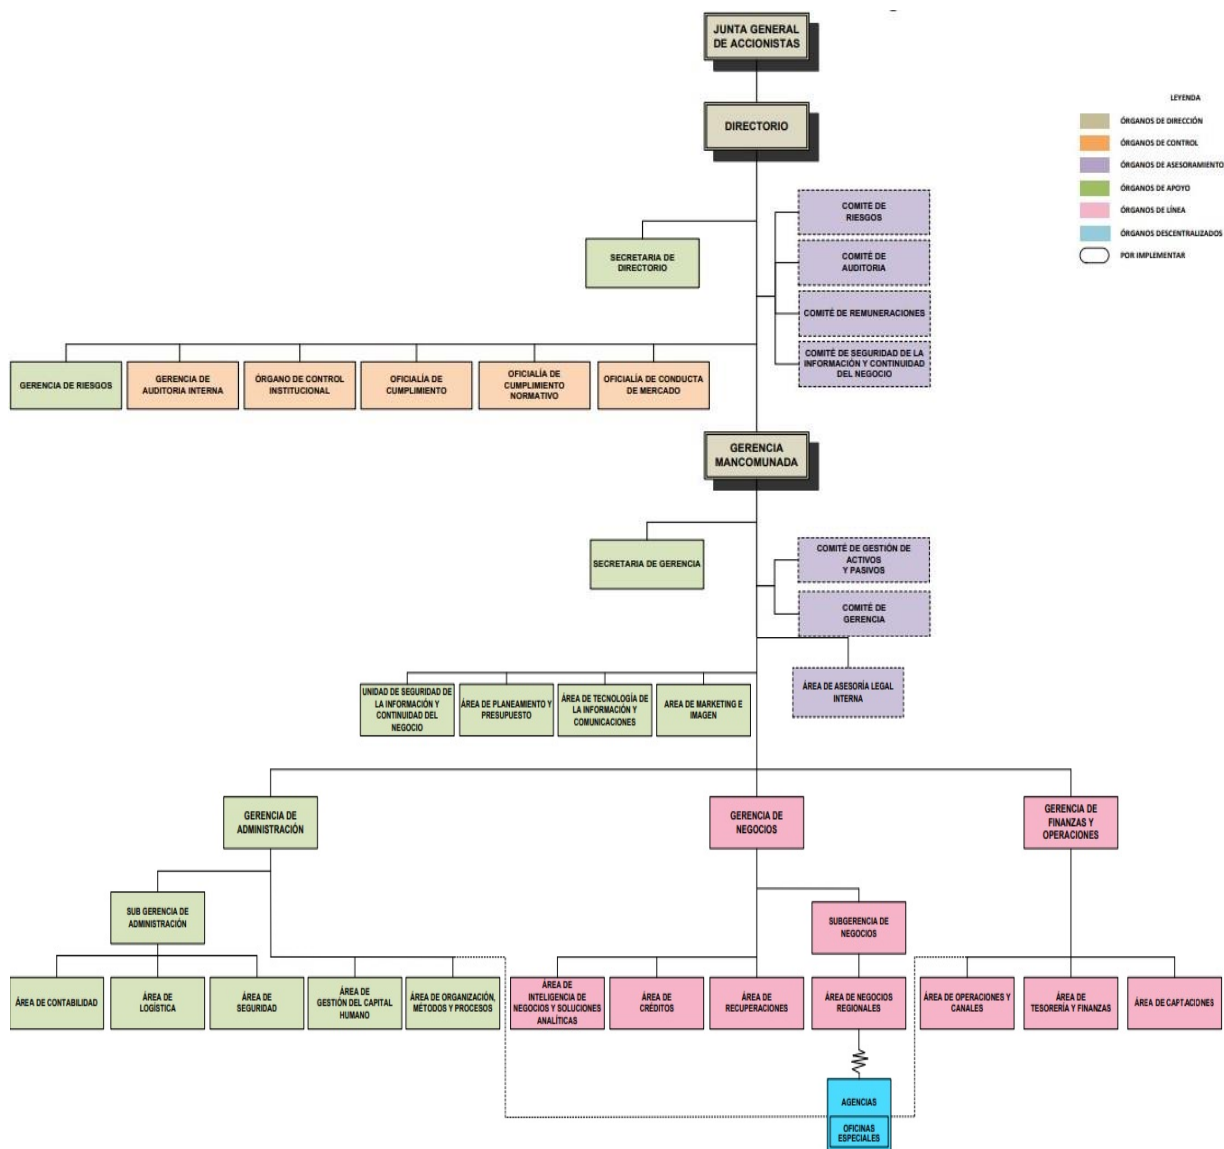 JUNTA GENERAL
DE ACCIONISTAS
DIRECTORIO
LEYENDA
ÓRGANOS DE DIRECCIÓN
ÓRGANOS DE CONTROL
ÓRGANOS DE ASESORAMIENTO
ÓRGANOS DE APOYO
ÓRGANOS DE LÍNEA
ÓRGANOS DESCENTRALIZADOS
POR IMPLEMENTAR
SECRETARIA DE
DIRECTORIO
COMITÉ DE
RIESGOS
COMITÉ DE
AUDITORIA
COMITÉ DE REMUNERACIONES
COMITÉ DE SEGURIDAD DE LA
INFORMACIÓN Y CONTINUIDAD
DEL NEGOCIO
GERENCIA DE RIESGOS
GERENCIA DE
AUDITORIA INTERNA
ÓRGANO DE CONTROL
INSTITUCIONAL
OFICIALÍA DE
CUMPLIMIENTO
OFICIALÍA DE
CUMPLIMIENTO
NORMATIVO
OFICIALÍA DE CONDUCTA
DE MERCADO
GERENCIA
MANCOMUNADA
SECRETARIA DE GERENCIA
COMITÉ DE GESTIÓN DE
ACTIVOS
Y PASIVOS
COMITÉ DE
GERENCIA
ÁREA DE ASESORÍA LEGAL
INTERNA
UNIDAD DE SEGURIDAD DE
LA INFORMACIÓN Y
CONTINUIDAD DEL
NEGOCIO
ÁREA DE PLANEAMIENTO Y
PRESUPUESTO
ÁREA DE TECNOLOGÍA DE
LA INFORMACIÓN Y
COMUNICACIONES
AREA DE MARKETING E
IMAGEN
GERENCIA DE
ADMINISTRACIÓN
GERENCIA DE
NEGOCIOS
GERENCIA DE
FINANZAS Y
OPERACIONES
SUB GERENCIA DE
ADMINISTRACIÓN
SUBGERENCIA DE
NEGOCIOS
ÁREA DE CONTABILIDAD
ÁREA DE
LOGÍSTICA
ÁREA DE
SEGURIDAD
ÁREA DE
GESTIÓN DEL CAPITAL
HUMANO
ÁREA DE ORGANIZACIÓN,
MÉTODOS Y PROCESOS
ÁREA DE
INTELIGENCIA DE
NEGOCIOS Y SOLUCIONES
ANALÍTICAS
ÁREA DE
CRÉDITOS
ÁREA DE
RECUPERACIONES
ÁREA DE NEGOCIOS
REGIONALES
ÁREA DE OPERACIONES Y
CANALES
ÁREA DE
TESORERÍA Y FINANZAS
ÁREA DE CAPTACIONES
AGENCIAS
OFICINAS
ESPECIALES